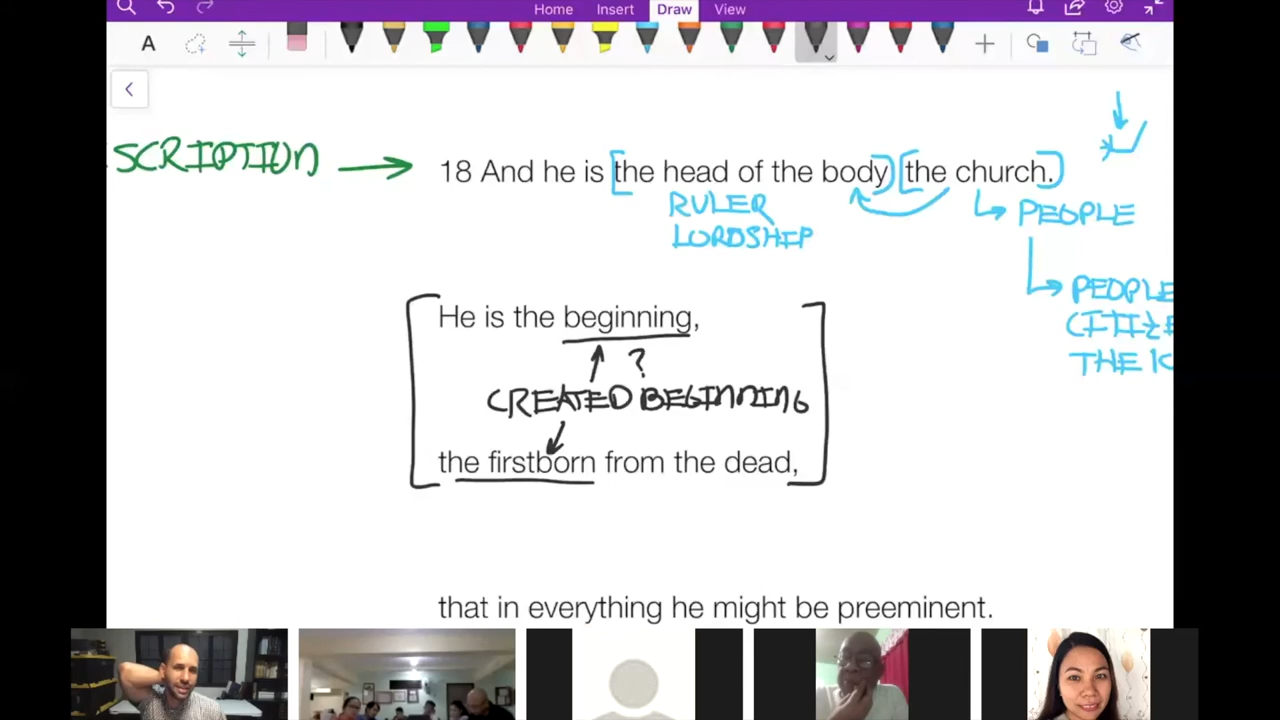 Home Insert Draw View
A
SCRIPTION
18 And he is the head of the body, the church.
RULER
LORDSHIP
PEOPLE
PEOPLE
THE
He is the beginning,
?
CREATED BEGINNING
the firstborn from the dead,
that in everything he might be preeminent.